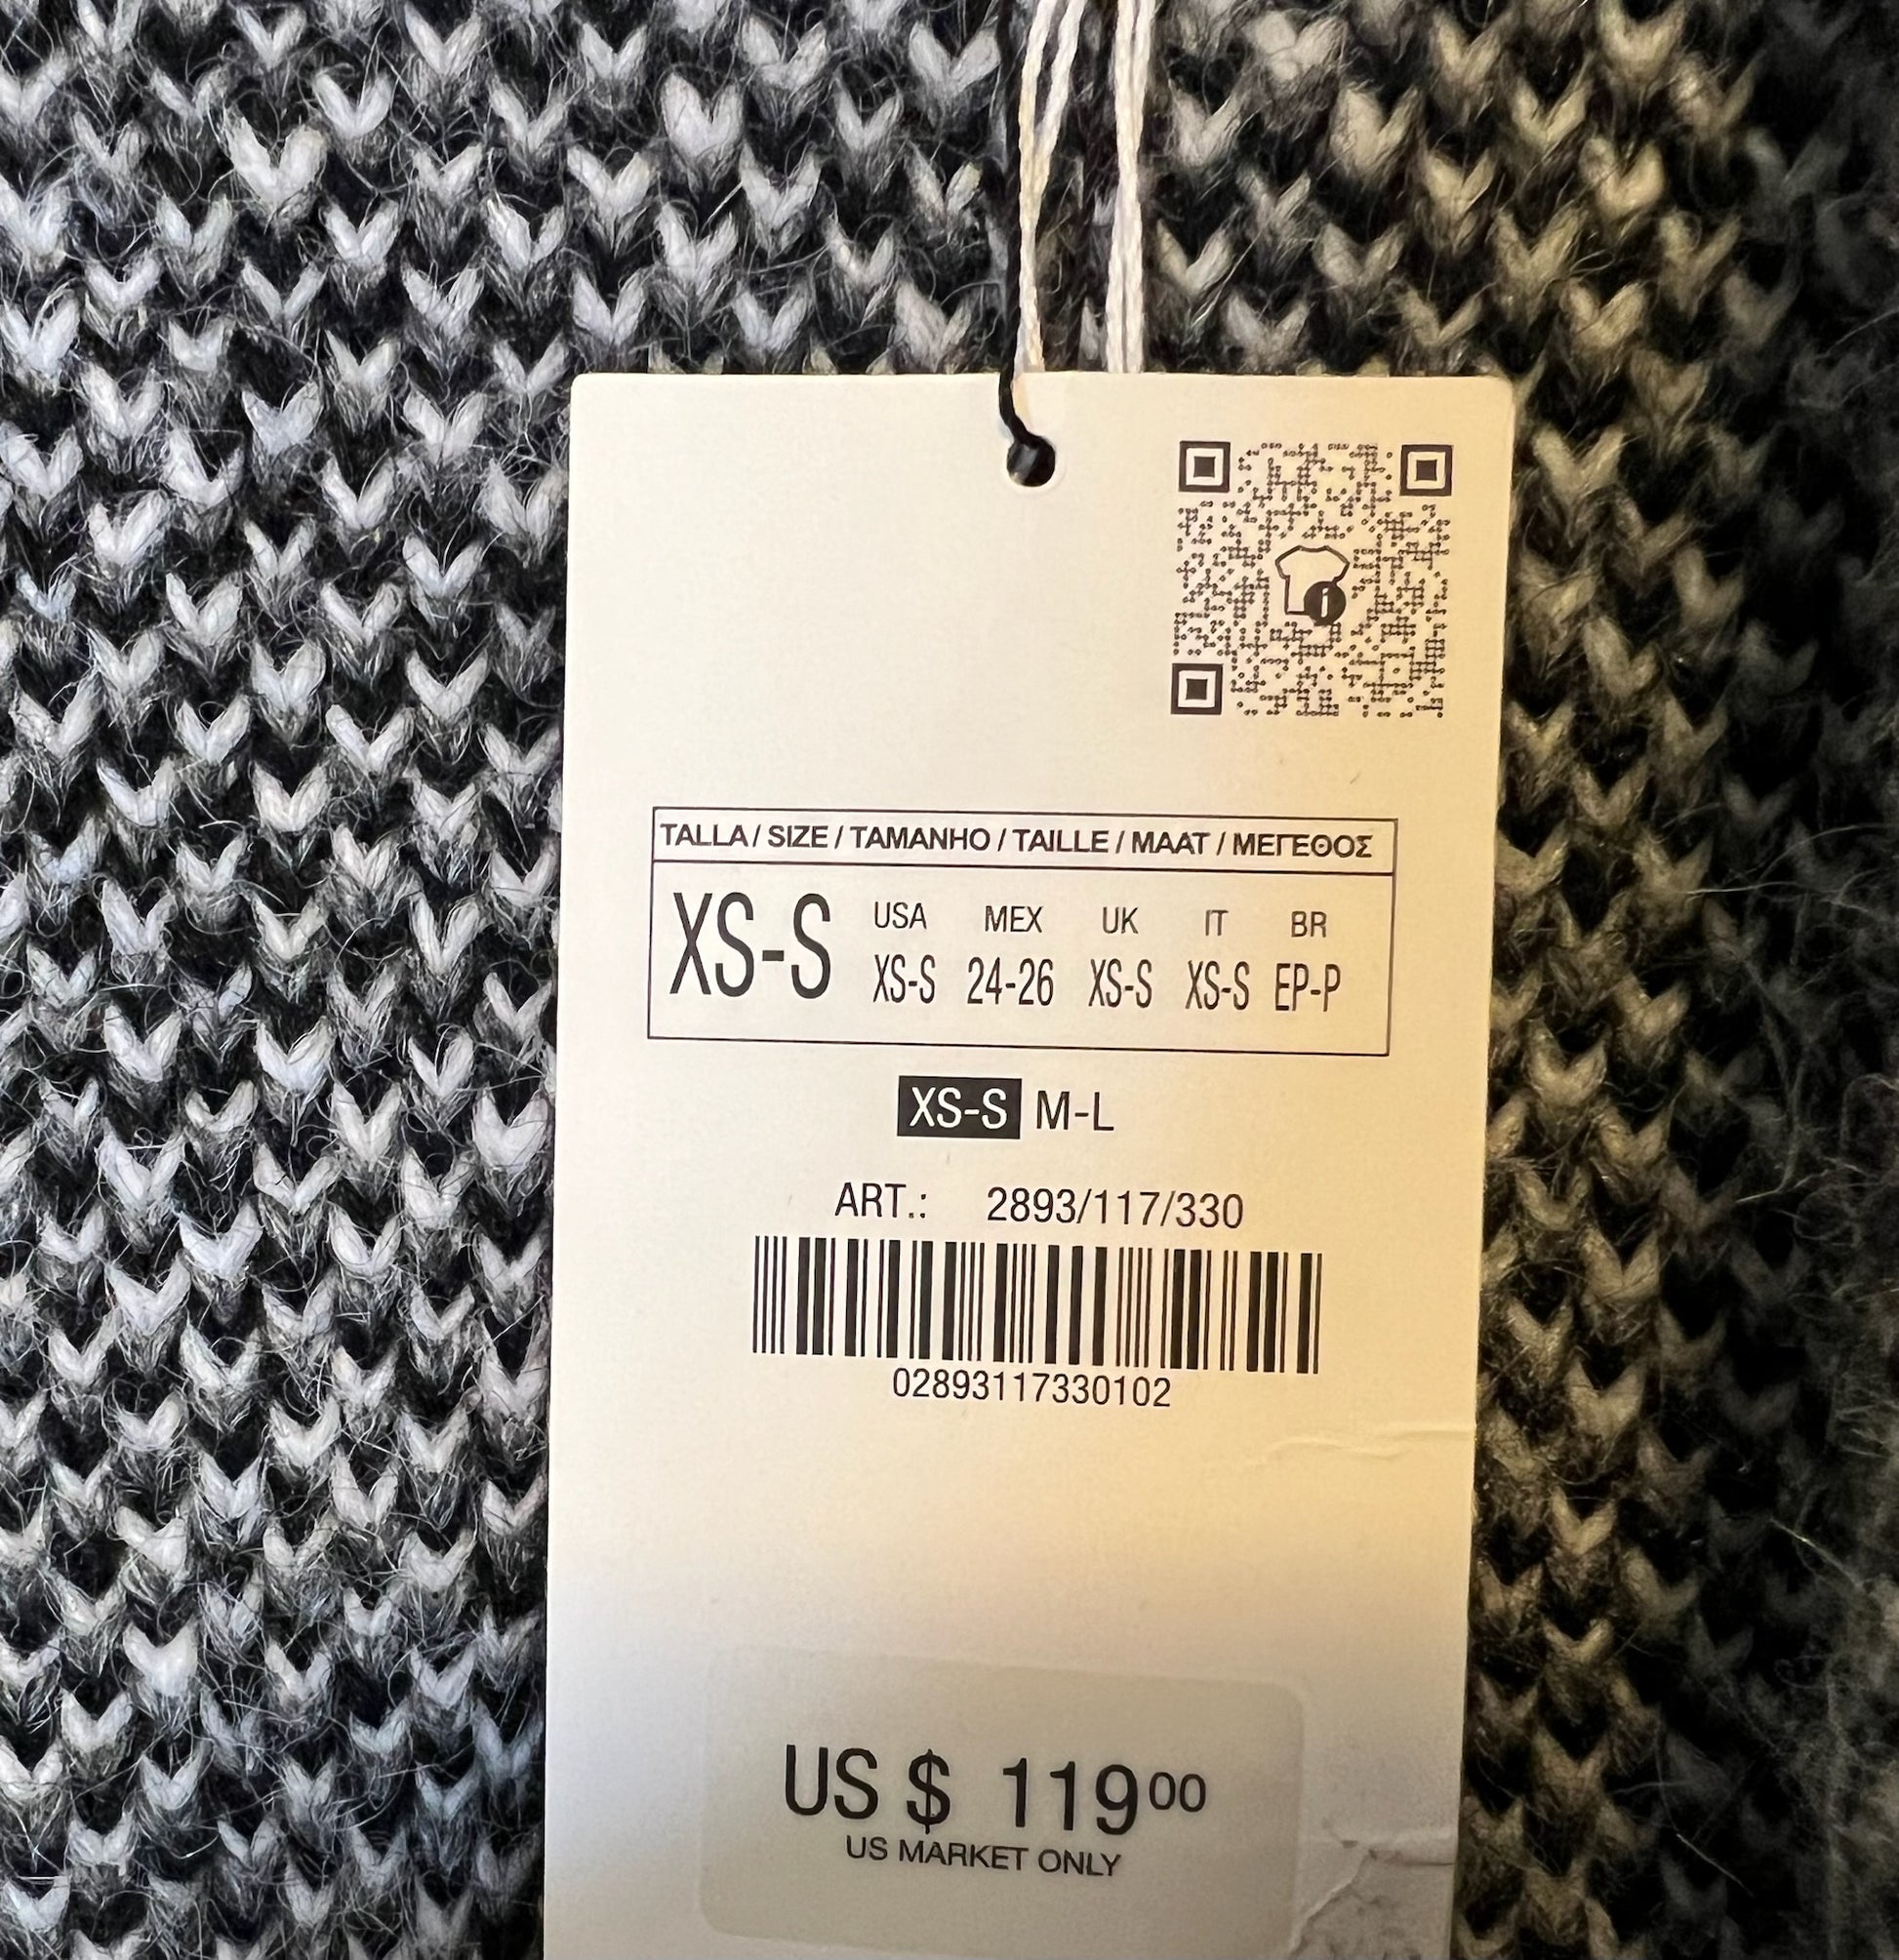 TALLA / SIZE / TAMANHO / TAILLE / MAAT / ΜΕΓΕΘΟΣ
XS-S
USA MEX UK IT BR
XS-S 24-26 XS-S XS-S EP-P
XS-S M-L
ART.: 2893/117/330
02893117330102
US $ 119 00
US MARKET ONLY